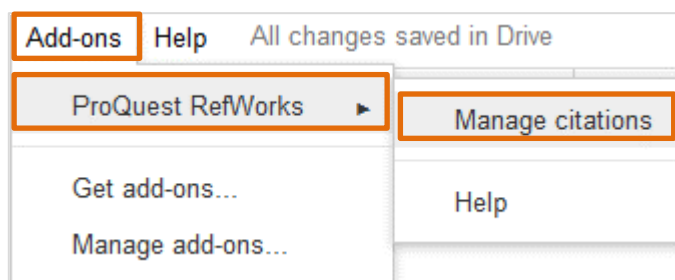 Add-ons Help All changes saved in Drive
ProQuest RefWorks ► Manage citations
Get add-ons...
Help
Manage add-ons...